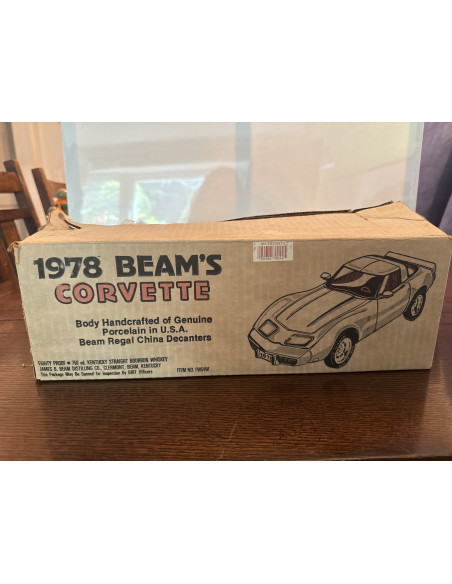 1978 BEAM'S
CORVETTE
Body Handcrafted of Genuine
Porcelain in U.S.A.
Beam Regal China Decanters
EIGHTY PROOF • 750 ml. KENTUCKY STRAIGHT BOURBON WHISKEY
JAMES B. BEAM DISTILLING CO., CLERMONT, BEAM, KENTUCKY
This Package May Be Opened for Inspection By BATF Officers
ITEM NO.